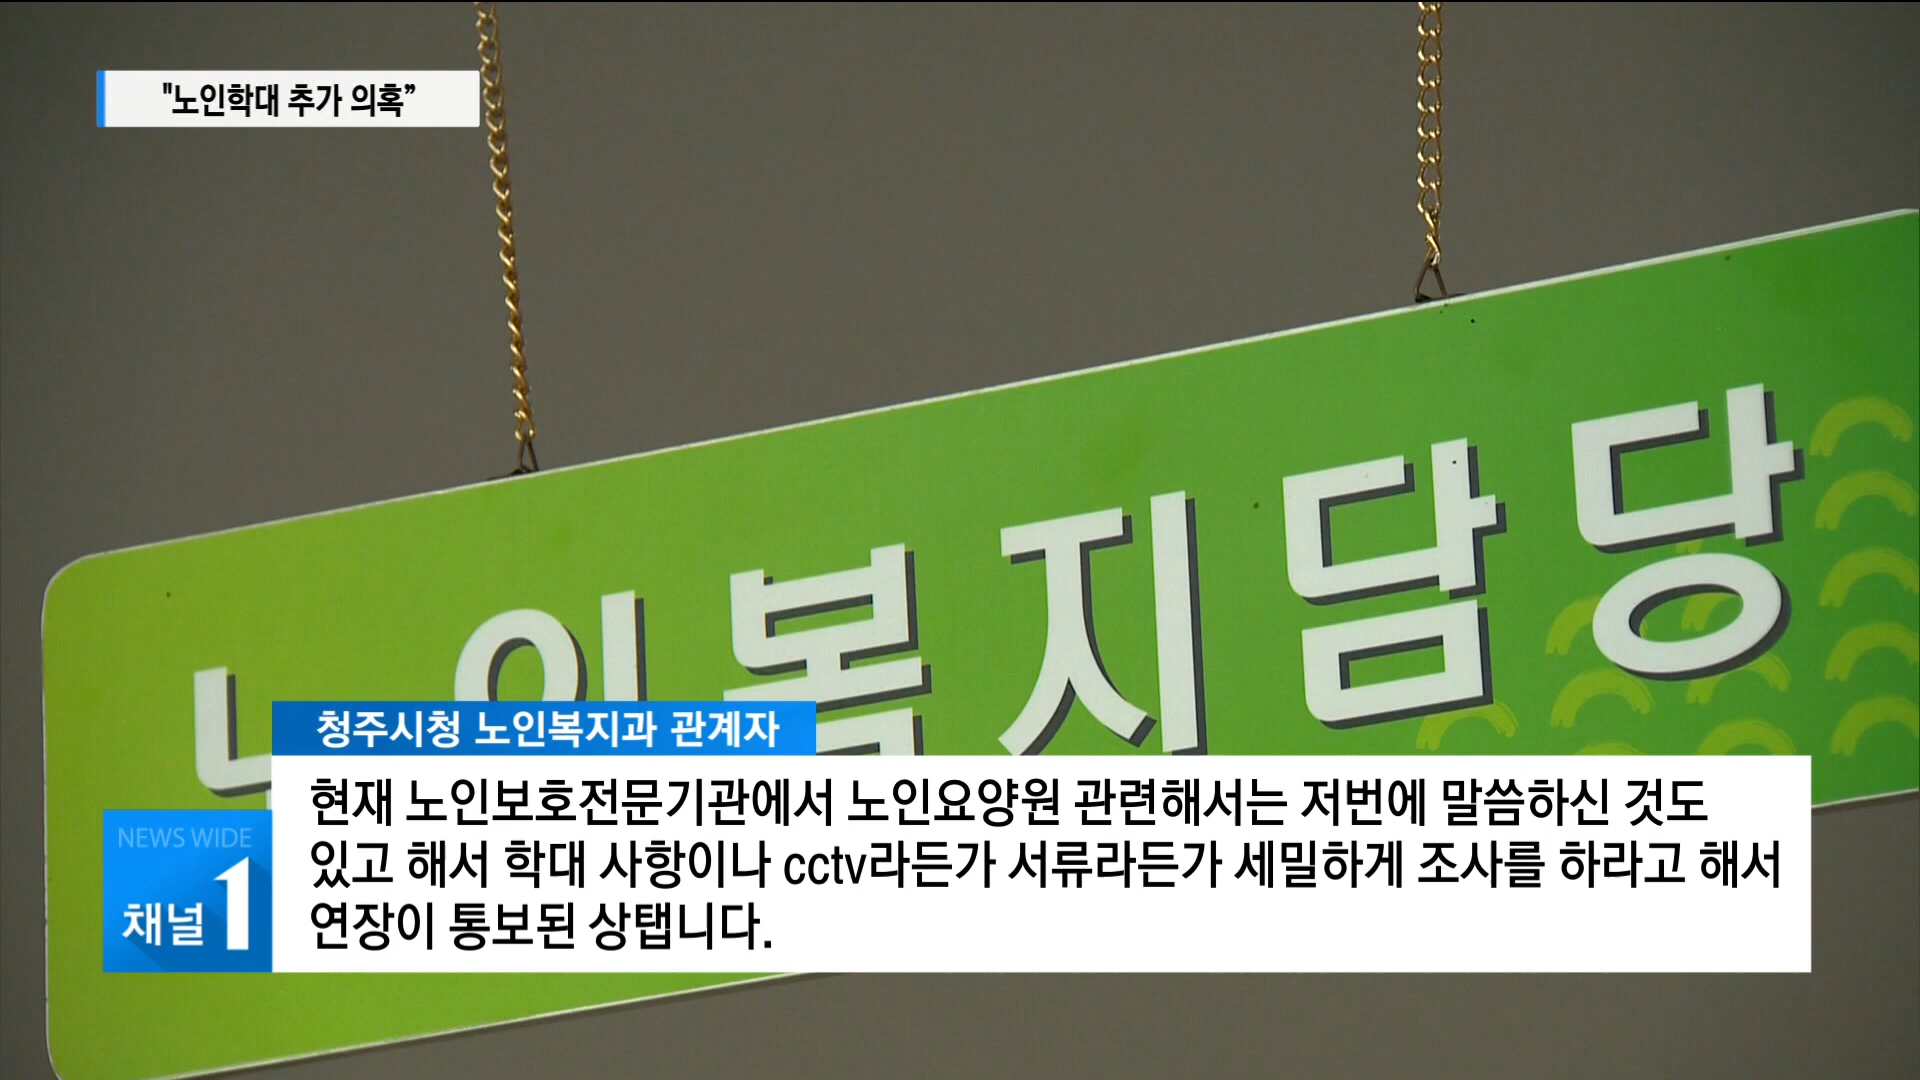 "노인학대 추가 의혹”
노인복지담당
청주시청 노인복지과 관계자
현재 노인보호전문기관에서 노인요양원 관련해서는 저번에 말씀하신 것도
있고 해서 학대 사항이나 cctv라든가 서류라든가 세밀하게 조사를 하라고 해서
연장이 통보된 상탭니다.
NEWS WIDE
채널1